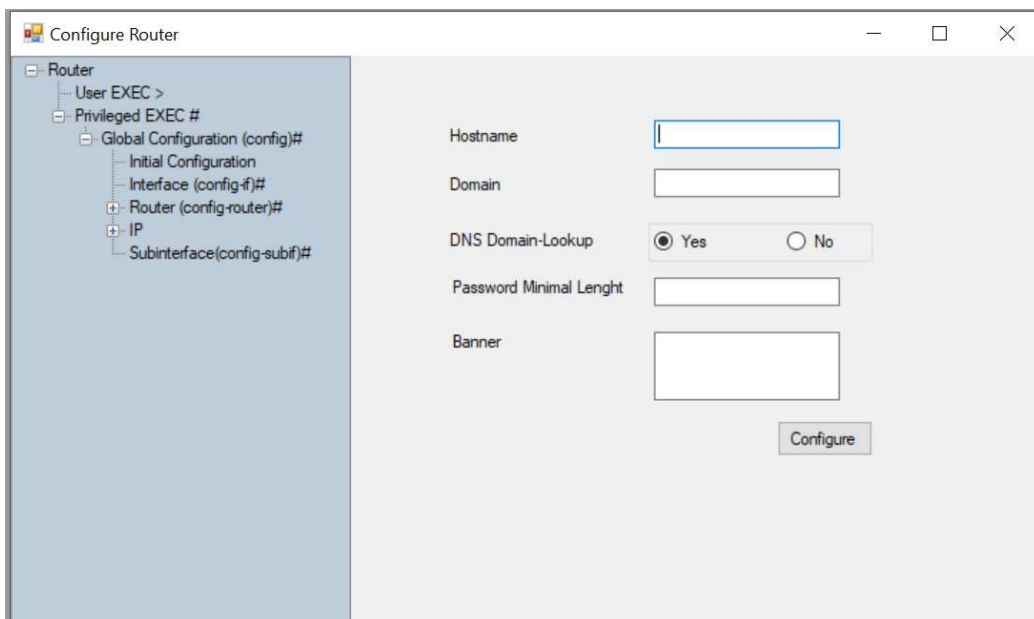 Configure Router
Router
User EXEC >
Privileged EXEC #
Global Configuration (config)#
Initial Configuration
Interface (config-if)#
Router (config-router)#
IP
Subinterface(config-subif)#
Hostname
Domain
DNS Domain-Lookup Yes No
Password Minimal Lenght
Banner
Configure